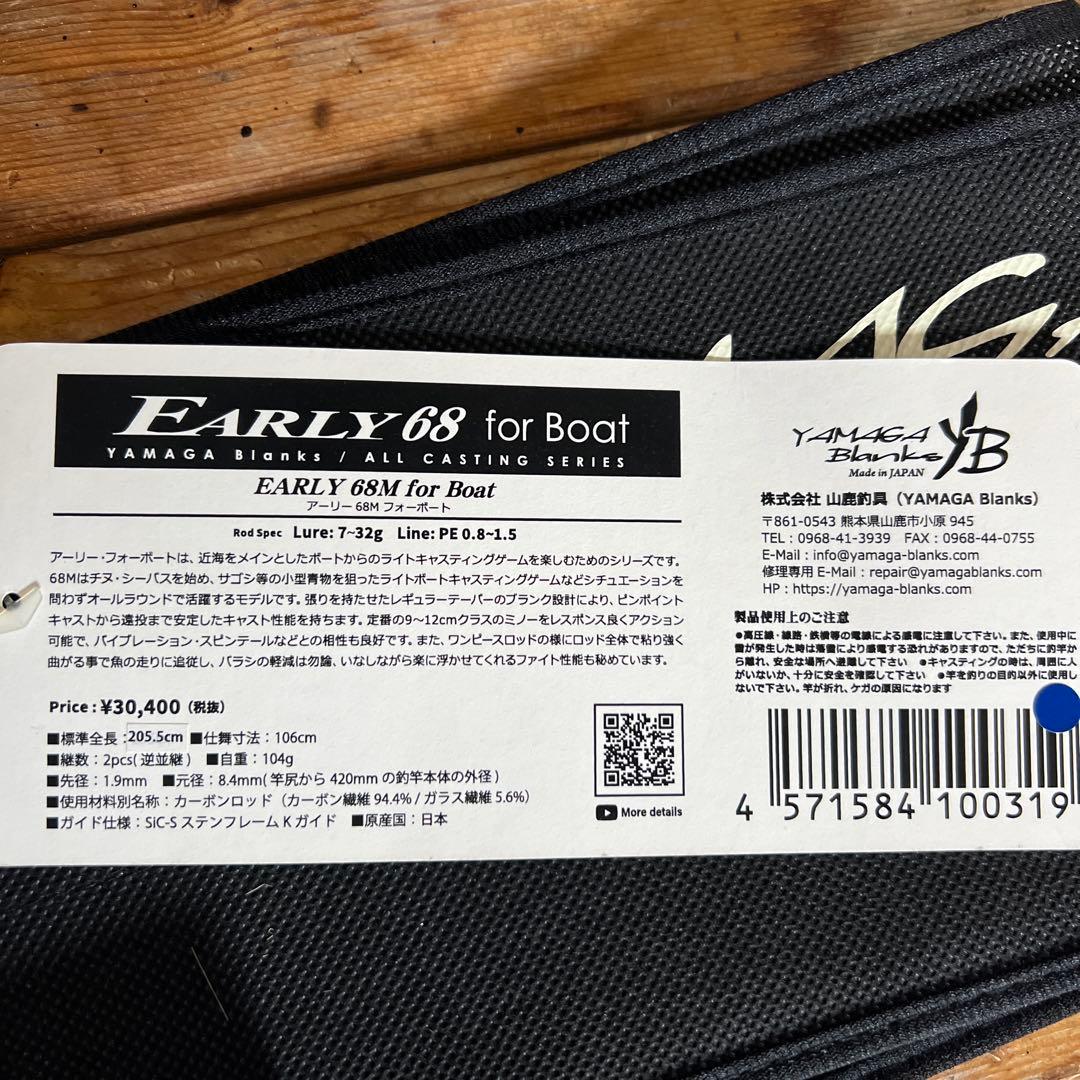 EARLY 68 for Boat
YAMAGA Blanks / ALL CASTING SERIES
EARLY 68M for Boat
アーリー 68M フォーボート
Rod Spec Lure: 7~32g Line: PE 0.8~1.5
アーリー・フォーボートは、近海をメインとしたボートからのライトキャスティングゲームを楽しむためのシリーズです。
68Mはチヌ・シーバスを始め、サゴシ等の小型青物を狙ったライトボートキャスティングゲームなどシチュエーションを
問わずオールラウンドで活躍するモデルです。張りを持たせたレギュラーテーパーのブランク設計により、ピンポイント
キャストから遠投まで安定したキャスト性能を持ちます。定番の9~12cmクラスのミノーをレスポンス良くアクション
可能で、バイブレーション・スピンテールなどとの相性も良好です。また、ワンピースロッドの様にロッド全体で粘り強く
曲がる事で魚の走りに追従し、バラシの軽減は勿論、いなしながら楽に浮かせてくれるファイト性能も秘めています。
Price : ¥30,400（税抜）
■標準全長 : 205.5cm ■仕舞寸法 : 106cm
■継数 : 2pcs( 逆並継 ) ■自重 : 104g
■先径 : 1.9mm ■元径 : 8.4mm( 竿尻から 420mm の釣竿本体の外径 )
■使用材料別名称 : カーボンロッド（カーボン繊維 94.4% / ガラス繊維 5.6%）
■ガイド仕様 : SiC-S ステンフレーム K ガイド ■原産国 : 日本
More details
YAMAGA
Blanks YB
Made in JAPAN
株式会社 山鹿釣具（YAMAGA Blanks）
〒861-0543 熊本県山鹿市小原 945
TEL : 0968-41-3939 FAX : 0968-44-0755
E-Mail : info@yamaga-blanks.com
修理専用 E-Mail : repair@yamagablanks.com
HP : https://yamaga-blanks.com
製品使用上のご注意
●高圧線・線路・鉄橋等の電線による感電に注意して下さい。また、使用中に
雷が発生した時は落雷により感電する恐れがありますので、ただちに釣竿か
ら離れ、安全な場所へ避難して下さい ●キャスティングの時は、周囲に人
がいないか、十分に安全を確認して下さい ●竿を釣りの目的以外に使用し
ないで下さい。竿が折れ、ケガの原因になります
4 571584 100319